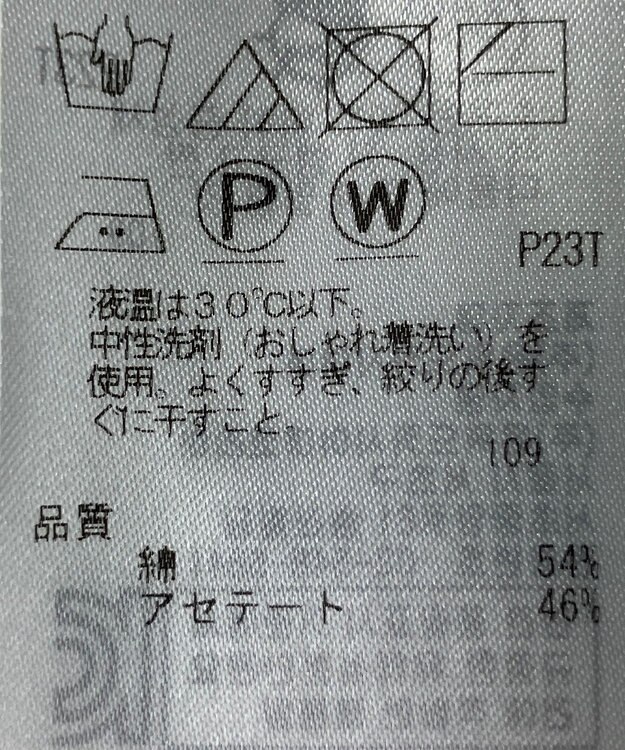 P W
P23T
液温は30℃以下。
中性洗剤（おしゃれ着洗い）を
使用。よくすすぎ、絞りの後す
ぐに干すこと。
109
品質
綿 54%
アセテート 46%